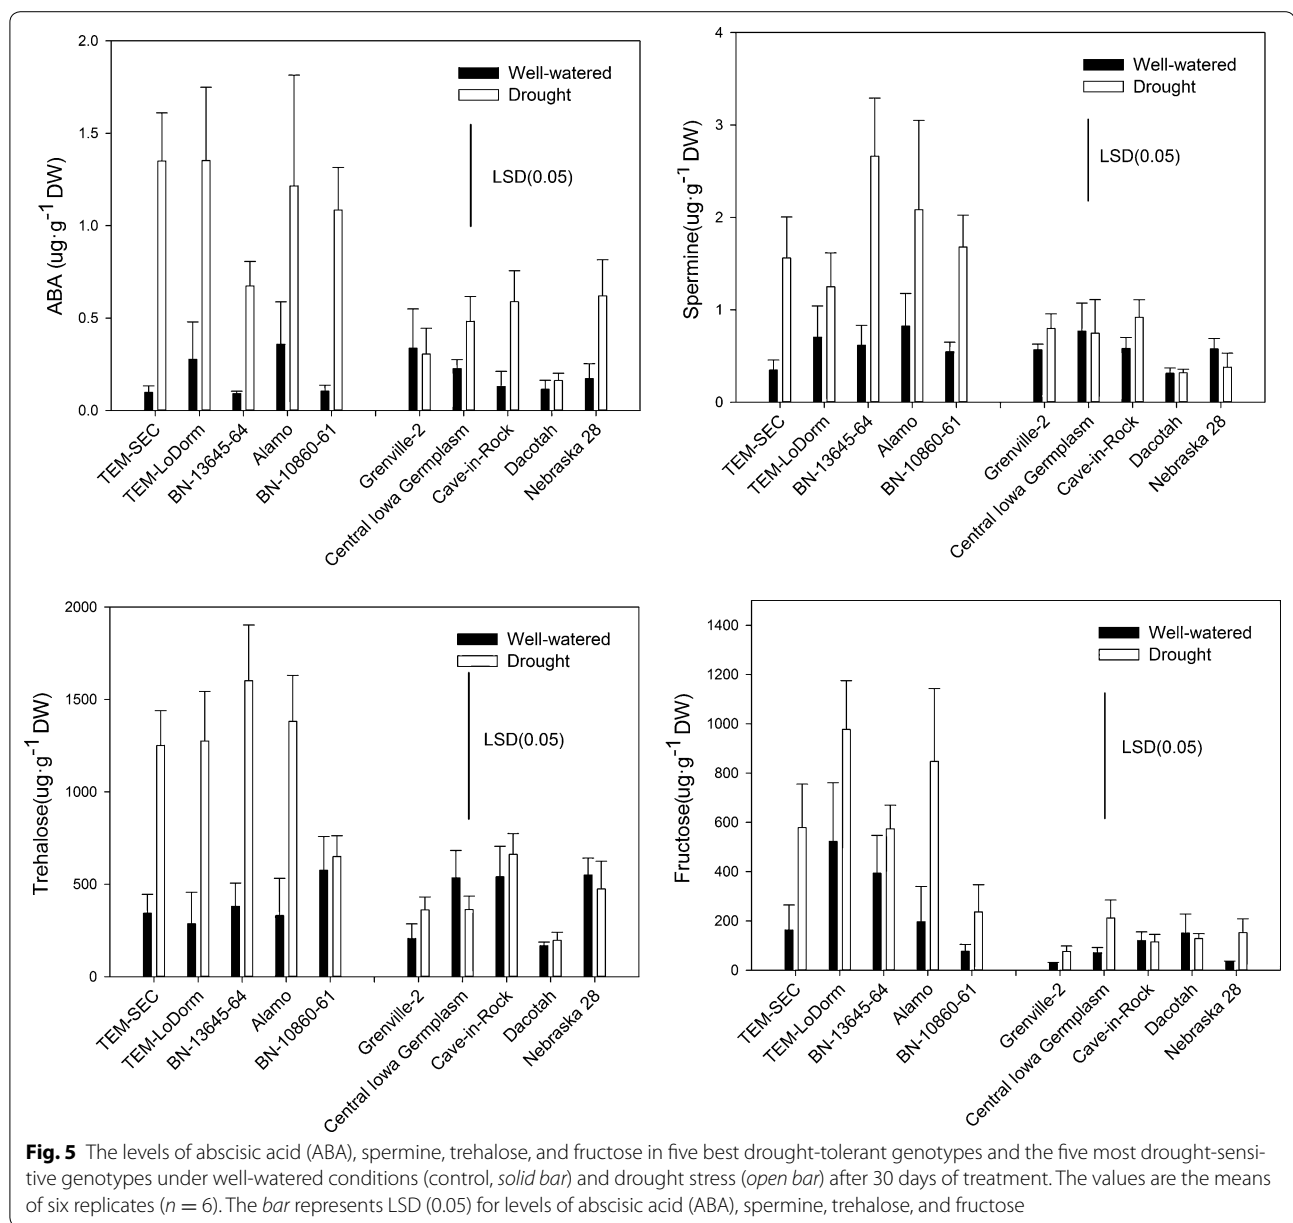 2.0
1.5
1.0
0.5
0.0
ABA (ug·g⁻¹ DW)
Well-watered
Drought
LSD(0.05)
TEM-SEC
TEM-LoDorm
BN-13645-64
Alamo
BN-10860-61
Grenville-2
Central Iowa Germplasm
Cave-in-Rock
Dacotah
Nebraska 28
4
3
2
1
0
Spermine(ug·g⁻¹ DW)
Well-watered
Drought
LSD(0.05)
TEM-SEC
TEM-LoDorm
BN-13645-64
Alamo
BN-10860-61
Grenville-2
Central Iowa Germplasm
Cave-in-Rock
Dacotah
Nebraska 28
2000
1500
1000
500
0
Trehalose(ug·g⁻¹ DW)
Well-watered
Drought
LSD(0.05)
TEM-SEC
TEM-LoDorm
BN-13645-64
Alamo
BN-10860-61
Grenville-2
Central Iowa Germplasm
Cave-in-Rock
Dacotah
Nebraska 28
1400
1200
1000
800
600
400
200
0
Fructose(ug·g⁻¹ DW)
Well-watered
Drought
LSD(0.05)
TEM-SEC
TEM-LoDorm
BN-13645-64
Alamo
BN-10860-61
Grenville-2
Central Iowa Germplasm
Cave-in-Rock
Dacotah
Nebraska 28
Fig. 5 The levels of abscisic acid (ABA), spermine, trehalose, and fructose in five best drought-tolerant genotypes and the five most drought-sensi-
tive genotypes under well-watered conditions (control, solid bar) and drought stress (open bar) after 30 days of treatment. The values are the means
of six replicates (n = 6). The bar represents LSD (0.05) for levels of abscisic acid (ABA), spermine, trehalose, and fructose